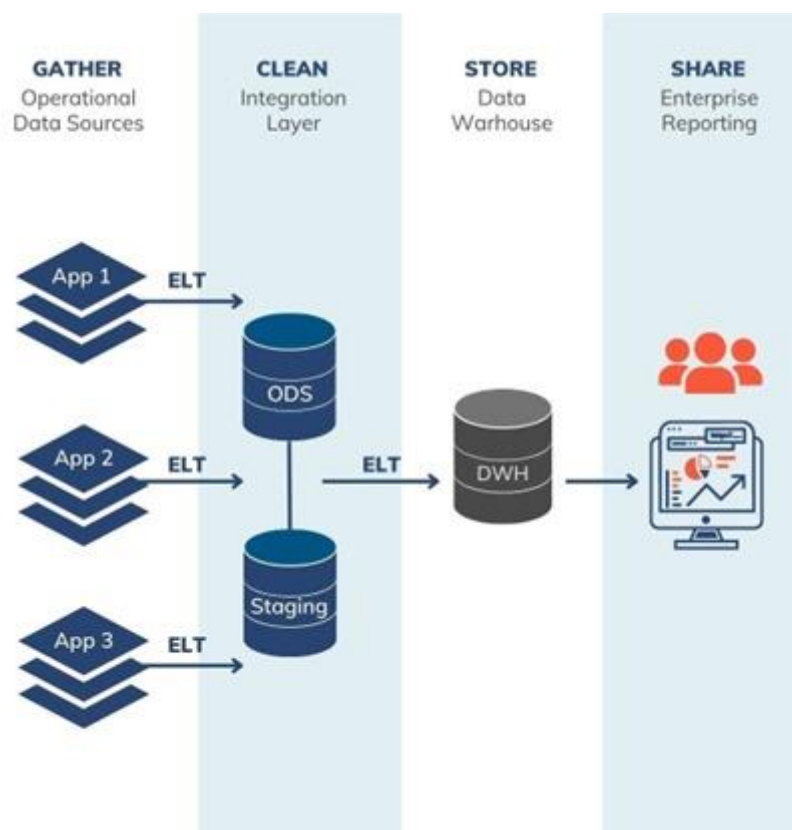 GATHER
Operational
Data Sources
CLEAN
Integration
Layer
STORE
Data
Warhouse
SHARE
Enterprise
Reporting
App 1
ELT
ODS
App 2
ELT
ELT
DWH
Staging
App 3
ELT